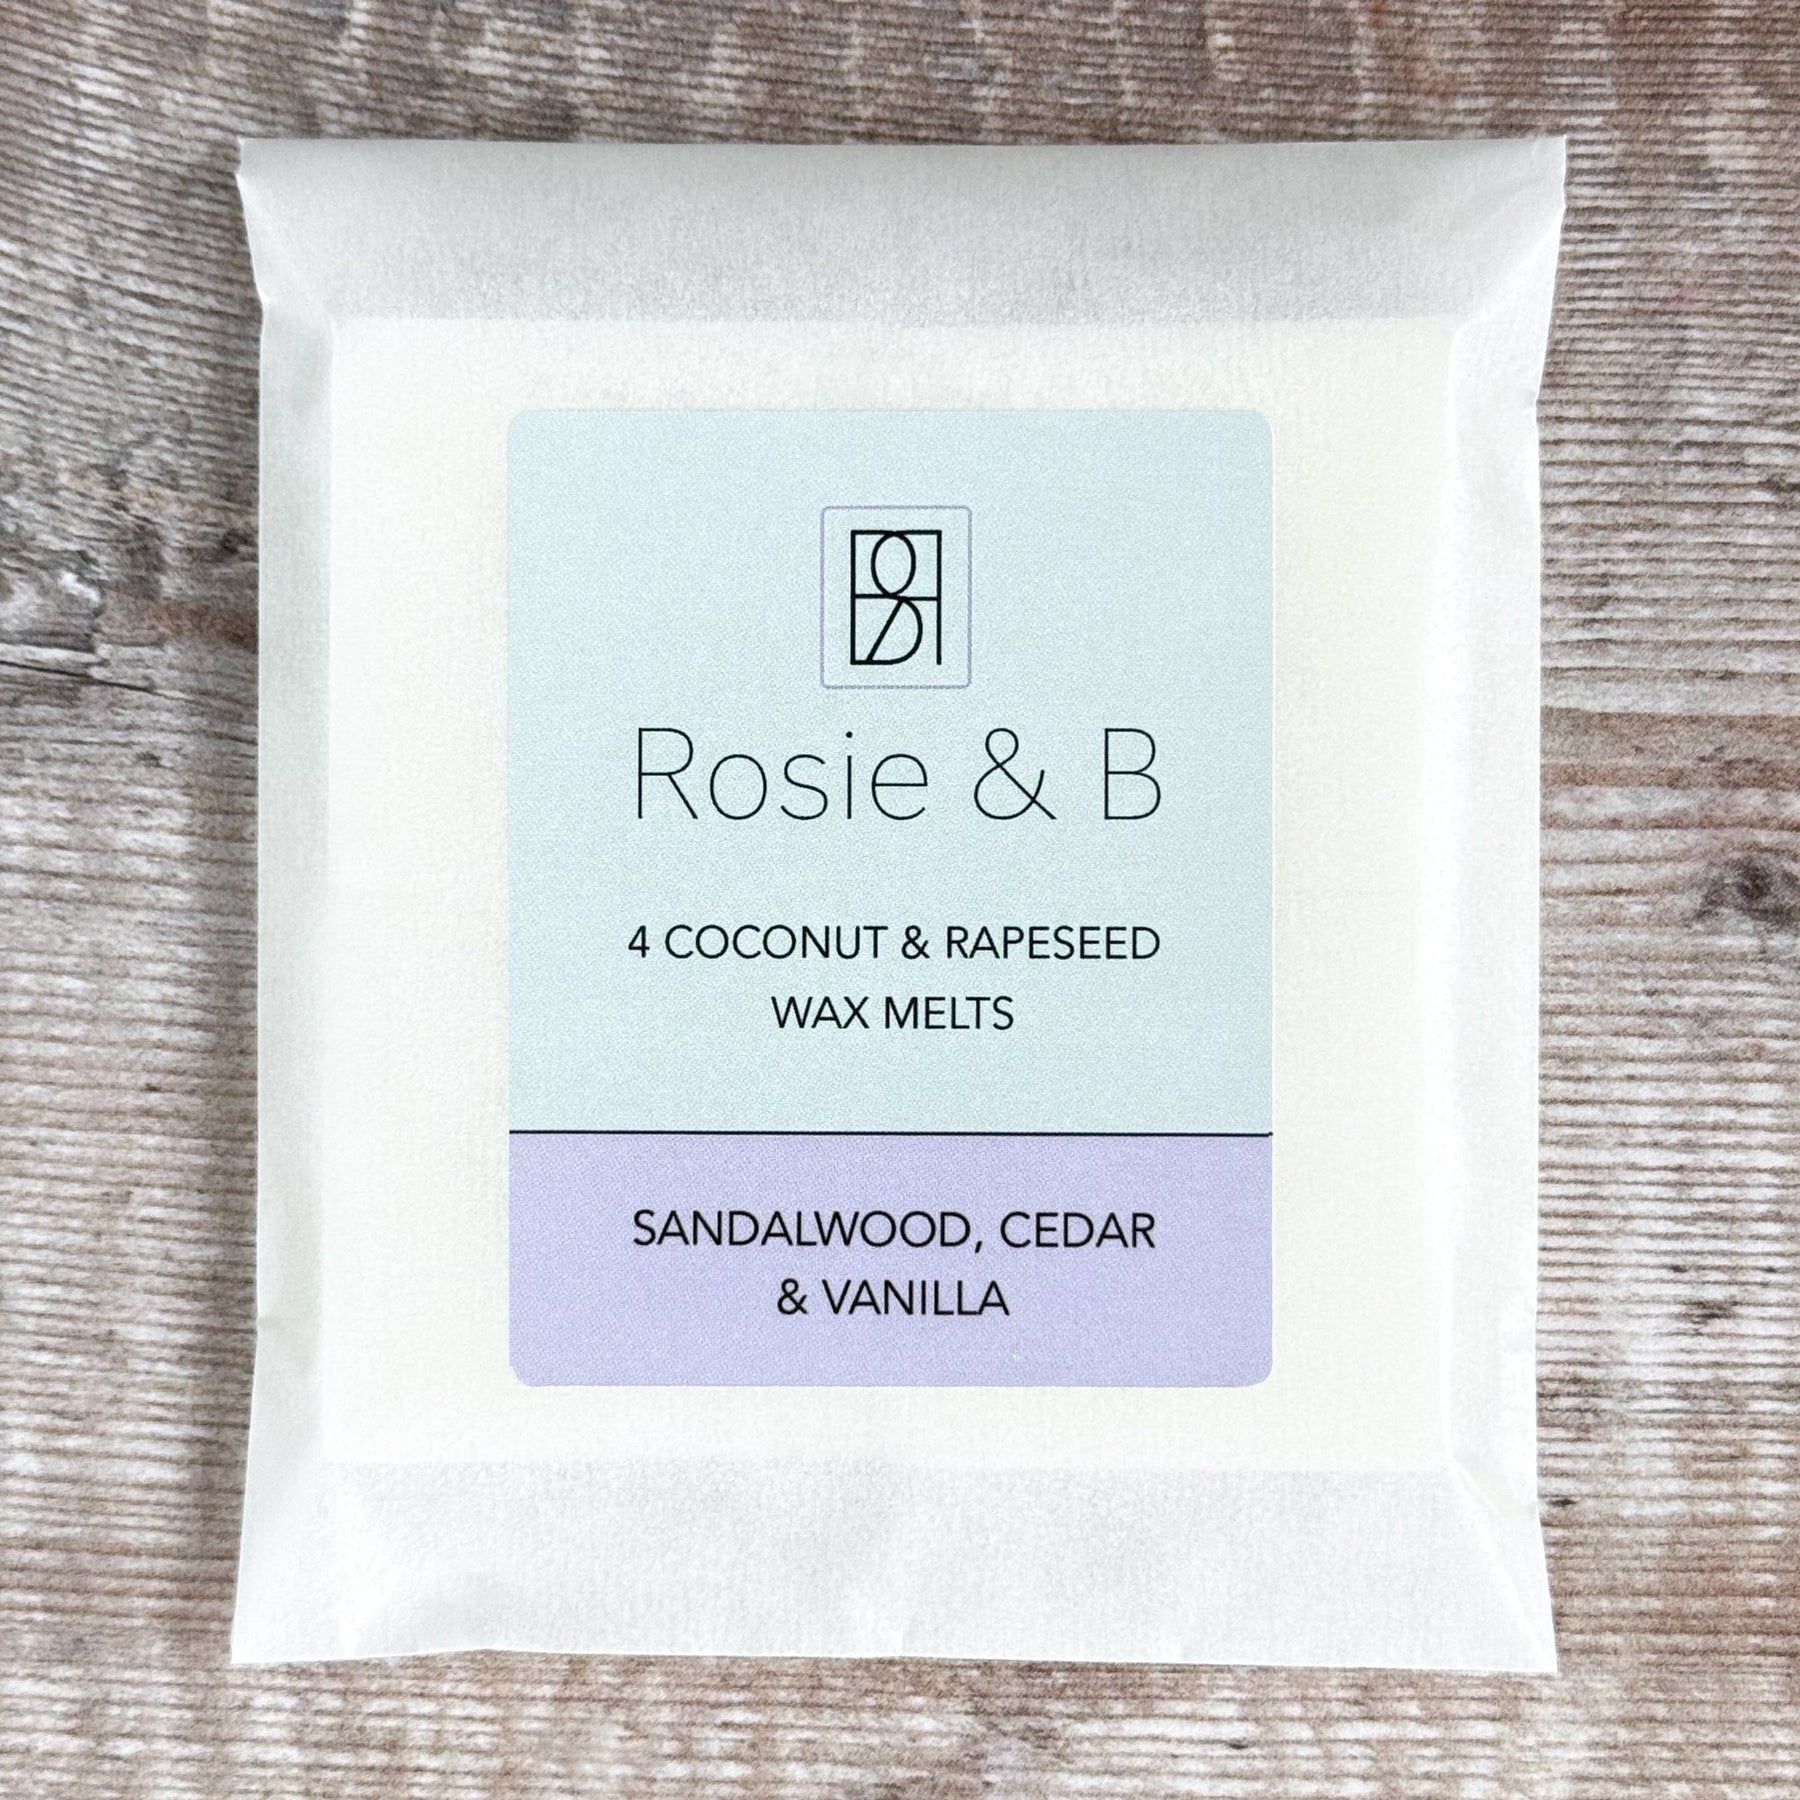 Rosie & B
4 COCONUT & RAPESEED
WAX MELTS
SANDALWOOD, CEDAR
& VANILLA